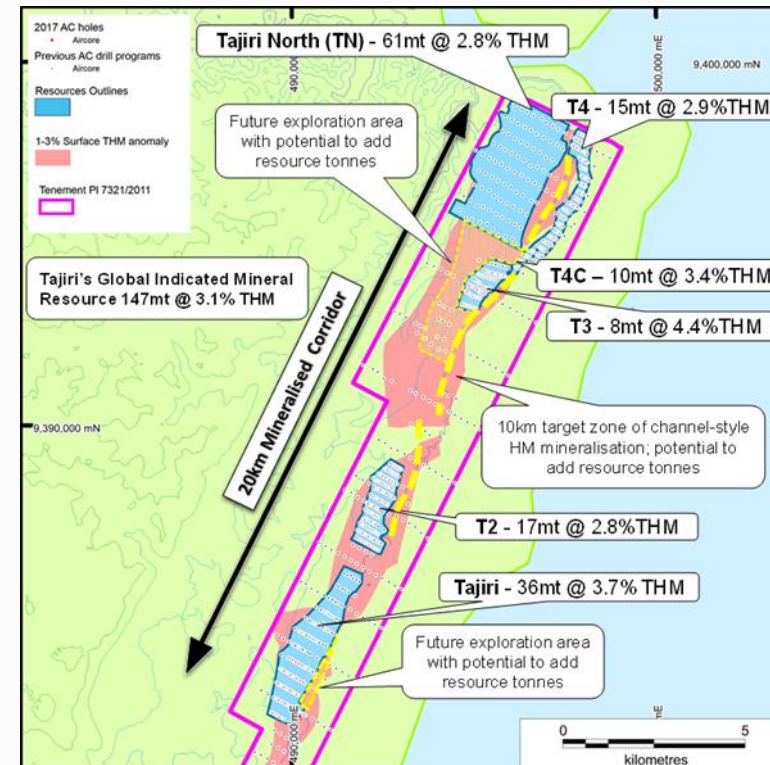 2017 AC holes
Aircore
Previous AC drill programs
Aircore
Resources Outlines
1-3% Surface THM anomaly
Tenement PI 7321/2011
Tajiri North (TN) - 61mt @ 2.8% THM
490,000
500,000 mE
9,400,000 mN
T4 - 15mt @ 2.9%THM
Future exploration area
with potential to add
resource tonnes
Tajiri's Global Indicated Mineral
Resource 147mt @ 3.1% THM
T4C – 10mt @ 3.4%THM
T3 - 8mt @ 4.4%THM
20km Mineralised Corridor
9,390,000 mN
10km target zone of channel-style
HM mineralisation; potential to
add resource tonnes
T2 - 17mt @ 2.8%THM
Tajiri - 36mt @ 3.7% THM
Future exploration area
with potential to add
resource tonnes
490,000 mE
mE
0 5
kilometres